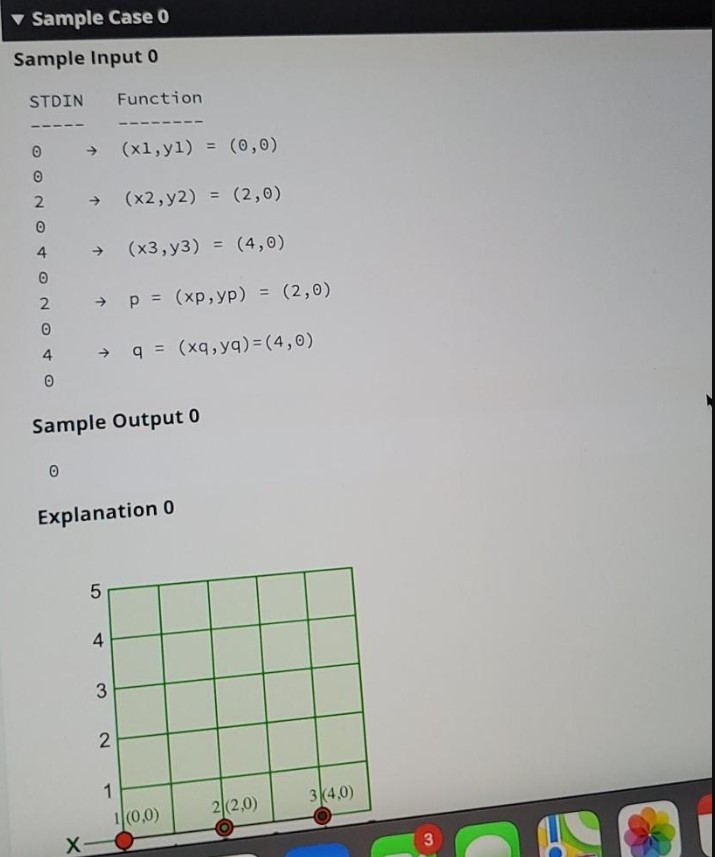 ▼ Sample Case 0
Sample Input 0
STDIN Function
----- --------
0 → (x1,y1) = (0,0)
0
2 → (x2,y2) = (2,0)
0
4 → (x3,y3) = (4,0)
0
2 → p = (xp,yp) = (2,0)
0
4 → q = (xq,yq)=(4,0)
0
Sample Output 0
0
Explanation 0
5
4
3
2
1
1 (0,0) 2 (2,0) 3 (4,0)
X
3